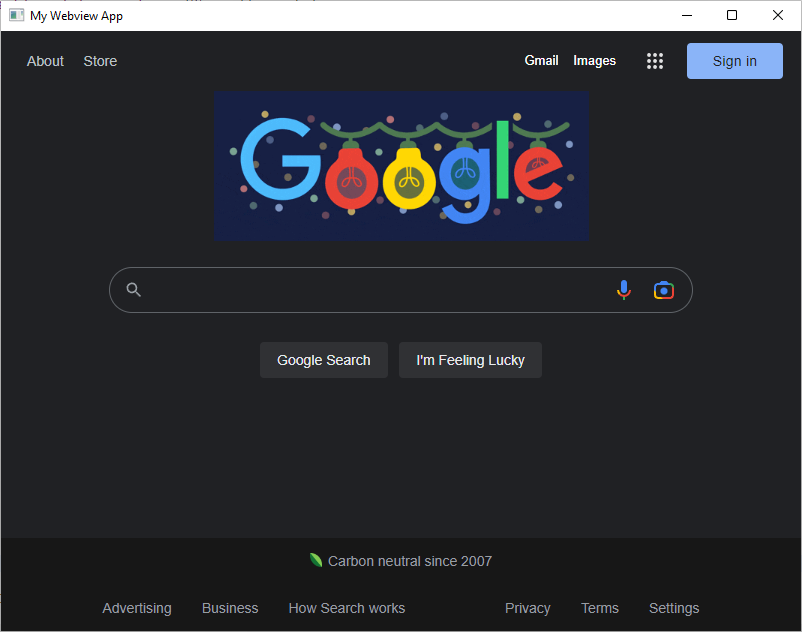 My Webview App
About Store Gmail Images Sign in
Google
Google Search I'm Feeling Lucky
Carbon neutral since 2007
Advertising Business How Search works Privacy Terms Settings